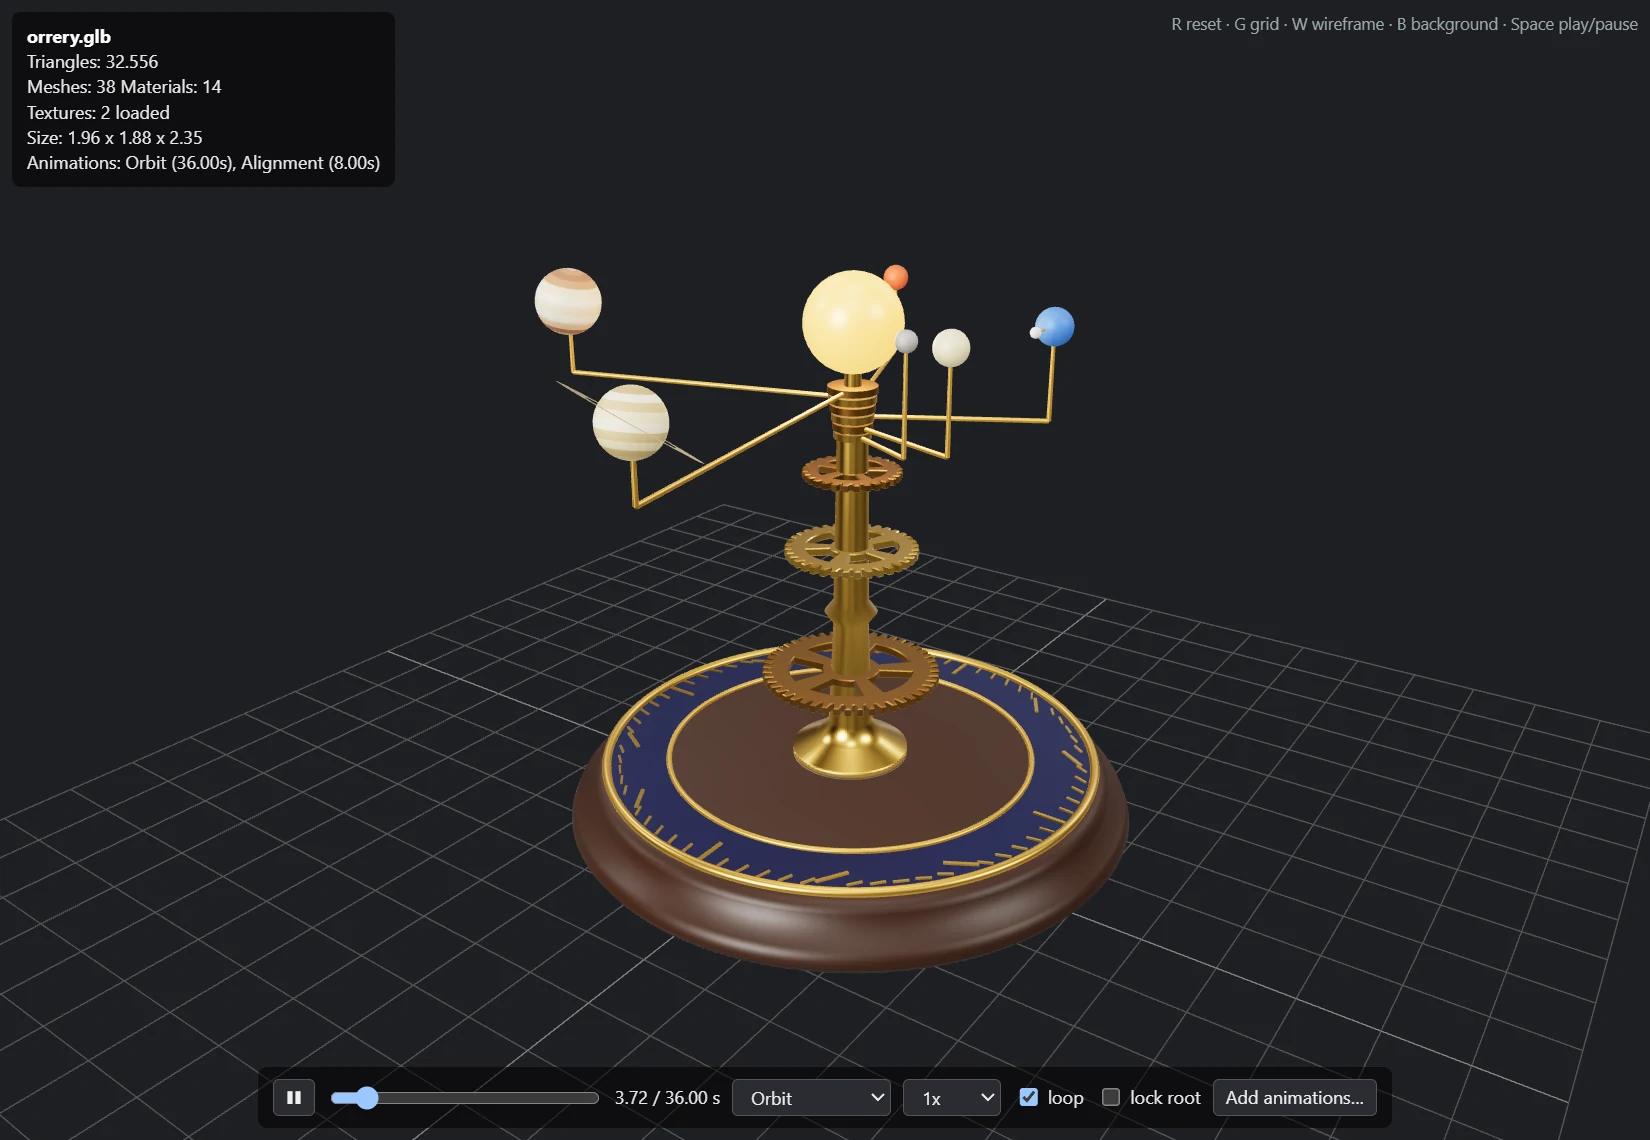 orrery.glb
Triangles: 32.556
Meshes: 38 Materials: 14
Textures: 2 loaded
Size: 1.96 x 1.88 x 2.35
Animations: Orbit (36.00s), Alignment (8.00s)
R reset · G grid · W wireframe · B background · Space play/pause
3.72 / 36.00 s Orbit 1x loop lock root Add animations...